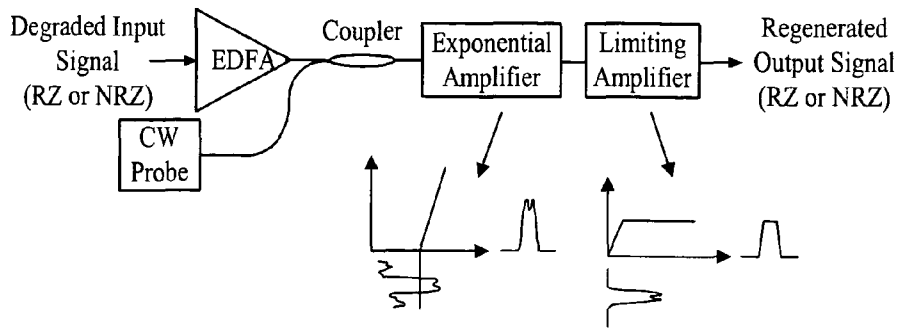 Degraded Input
Signal
(RZ or NRZ)
EDFA
Coupler
Exponential
Amplifier
Limiting
Amplifier
Regenerated
Output Signal
(RZ or NRZ)
CW
Probe